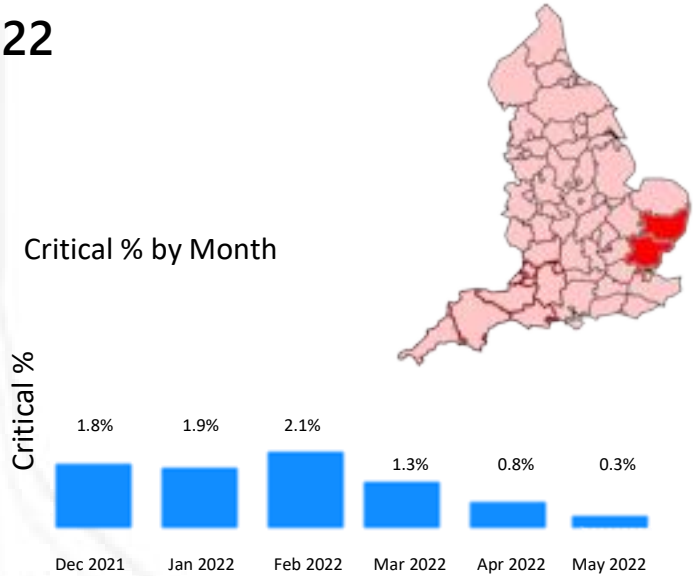 22
Critical % by Month
Critical %
1.8% 1.9% 2.1% 1.3% 0.8% 0.3%
Dec 2021 Jan 2022 Feb 2022 Mar 2022 Apr 2022 May 2022